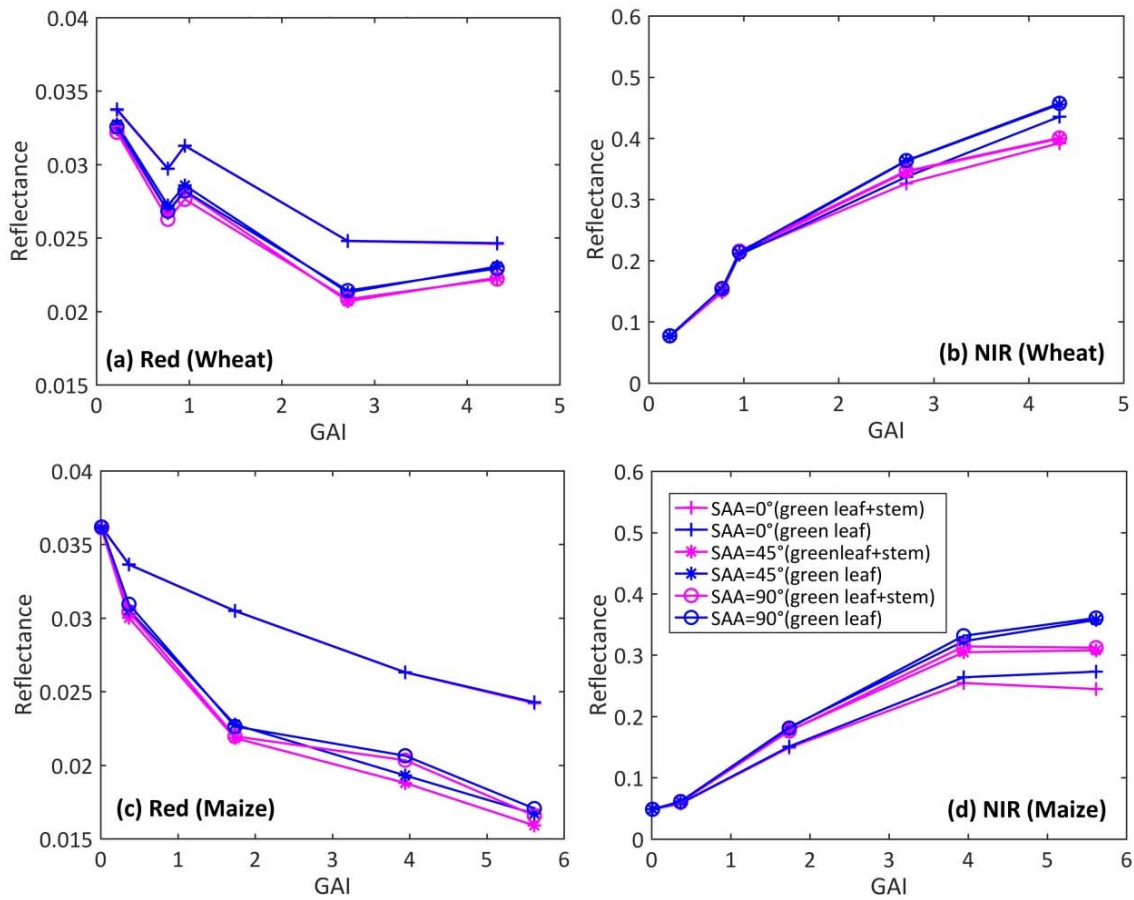 0.04
0.035
0.03
0.025
0.02
0.015
Reflectance
(a) Red (Wheat)
0 1 2 3 4 5
GAI
0.6
0.5
0.4
0.3
0.2
0.1
0
Reflectance
(b) NIR (Wheat)
0 1 2 3 4 5
GAI
0.04
0.035
0.03
0.025
0.02
0.015
Reflectance
(c) Red (Maize)
0 1 2 3 4 5 6
GAI
0.6
0.5
0.4
0.3
0.2
0.1
0
Reflectance
SAA=0°(green leaf+stem)
SAA=0°(green leaf)
SAA=45°(greenleaf+stem)
SAA=45°(green leaf)
SAA=90°(green leaf+stem)
SAA=90°(green leaf)
(d) NIR (Maize)
0 1 2 3 4 5 6
GAI